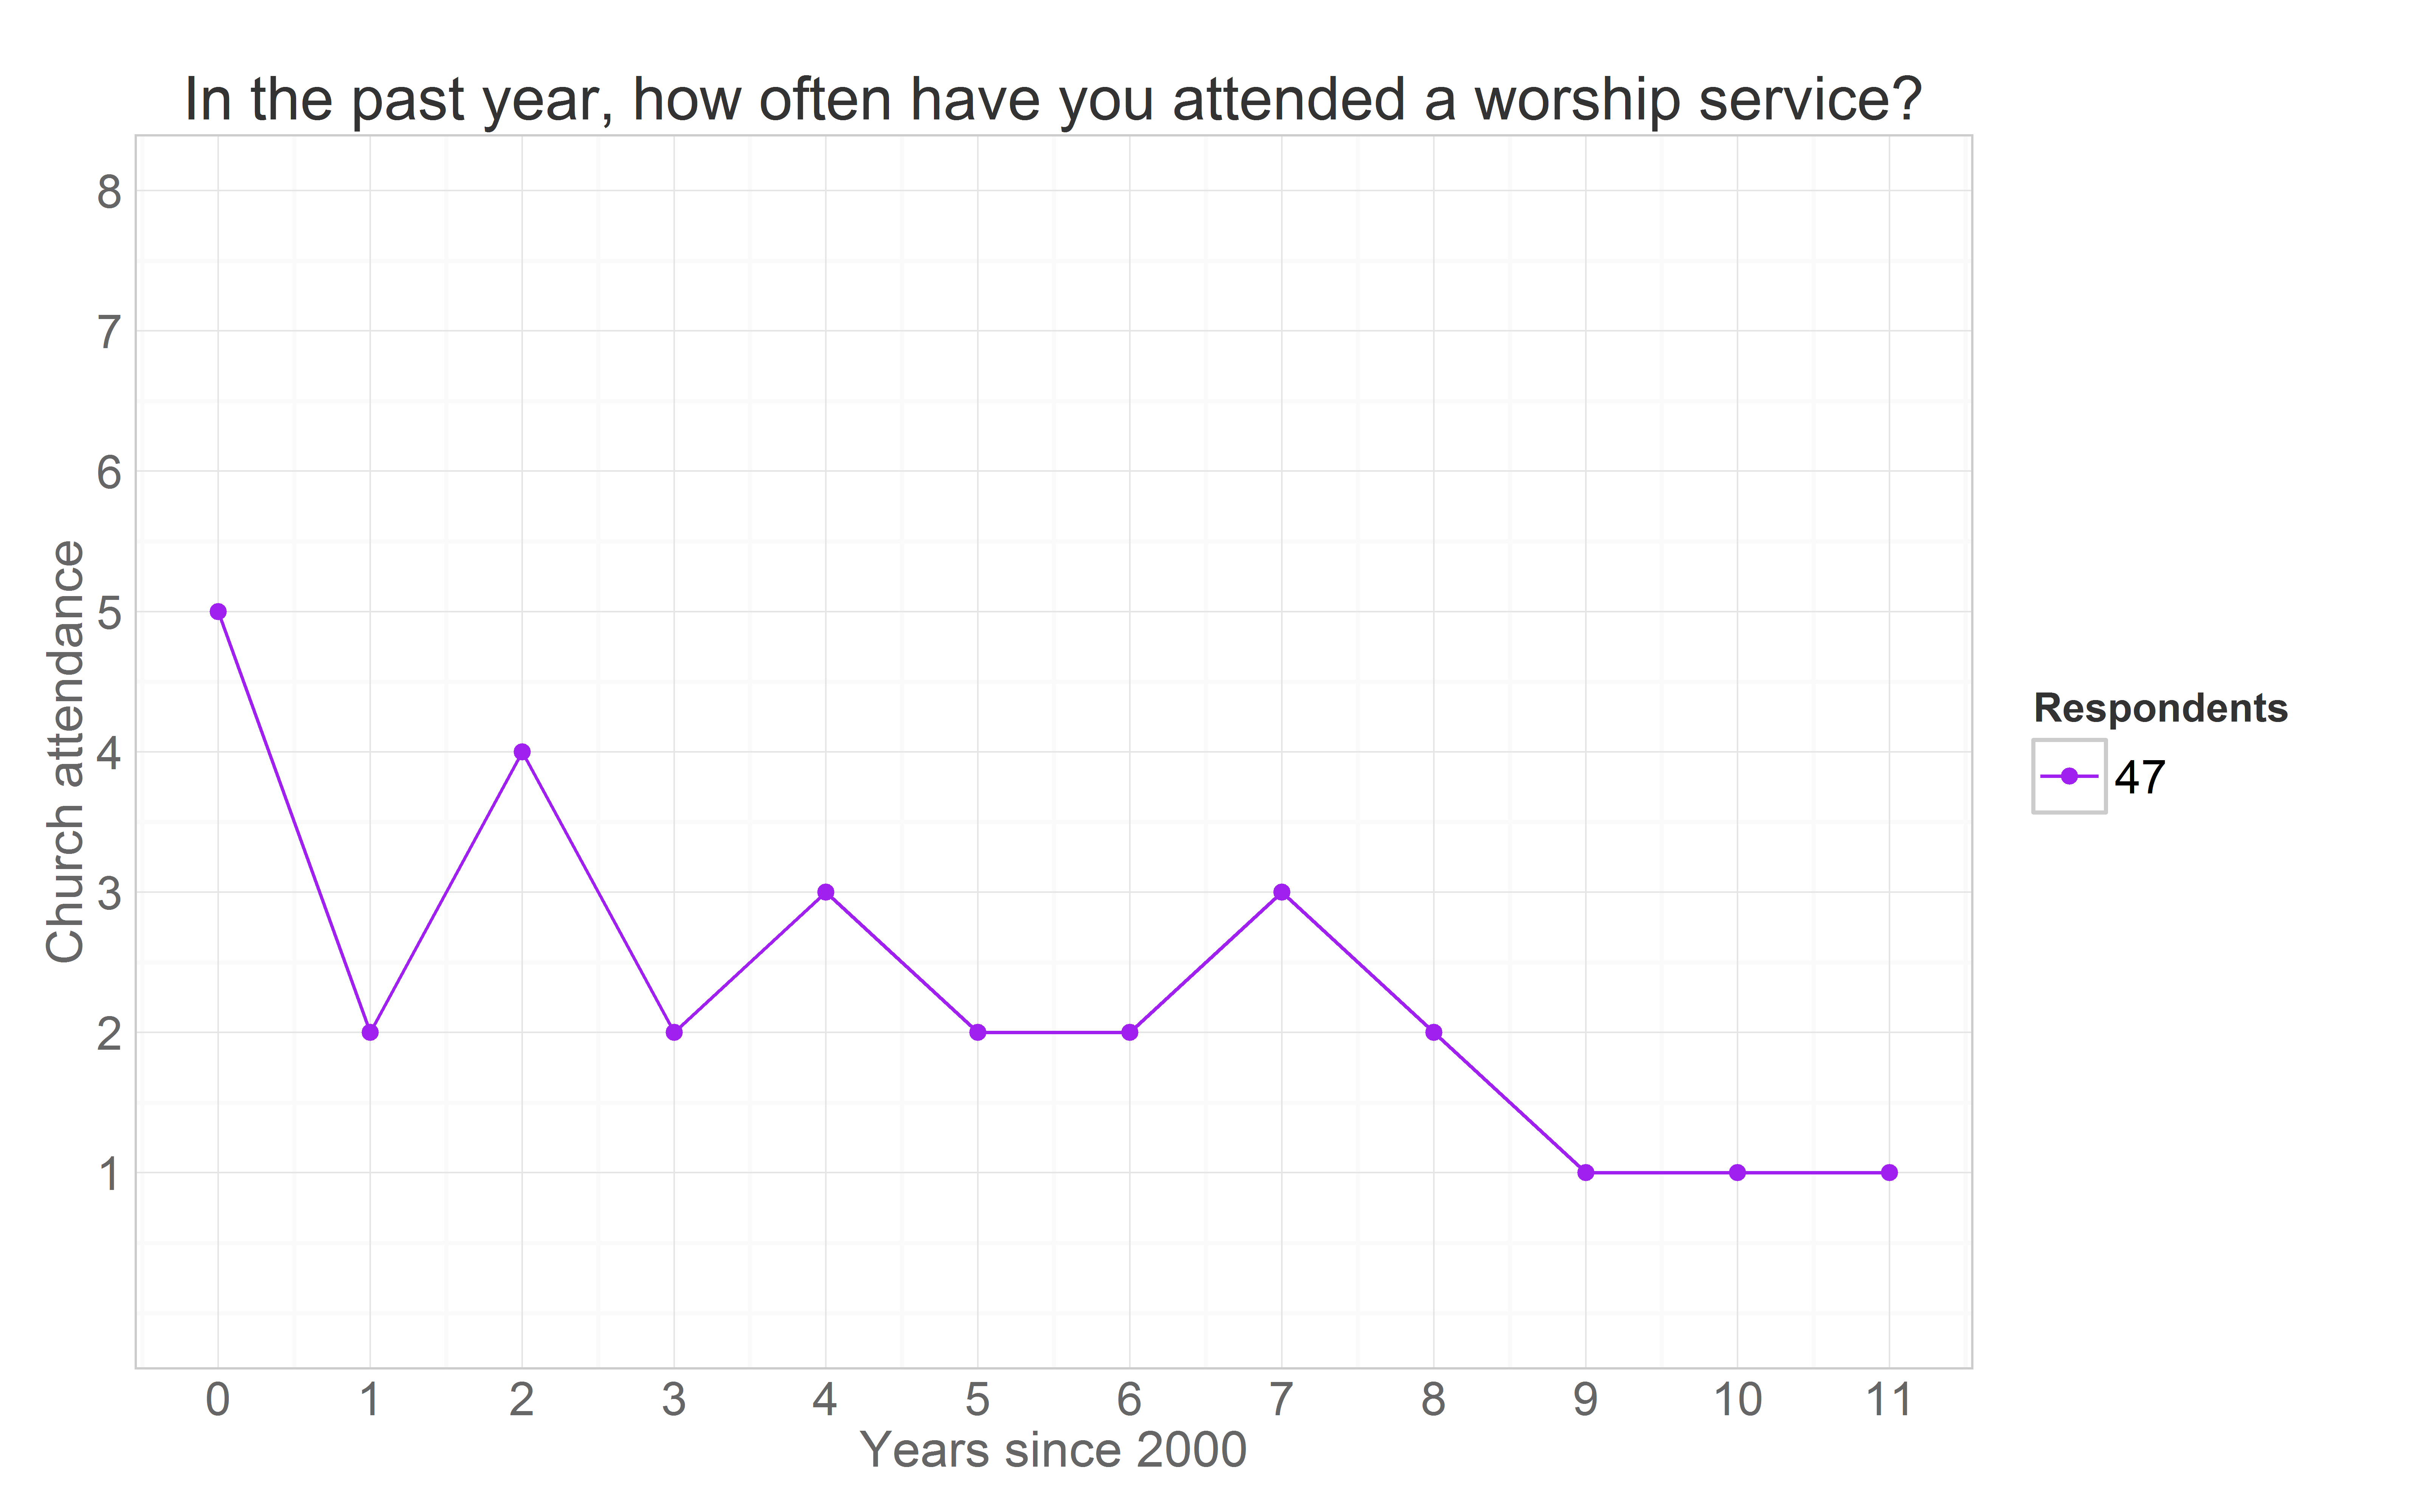 In the past year, how often have you attended a worship service?
Church attendance
8
7
6
5
4
3
2
1
0 1 2 3 4 5 6 7 8 9 10 11
Years since 2000
Respondents
47